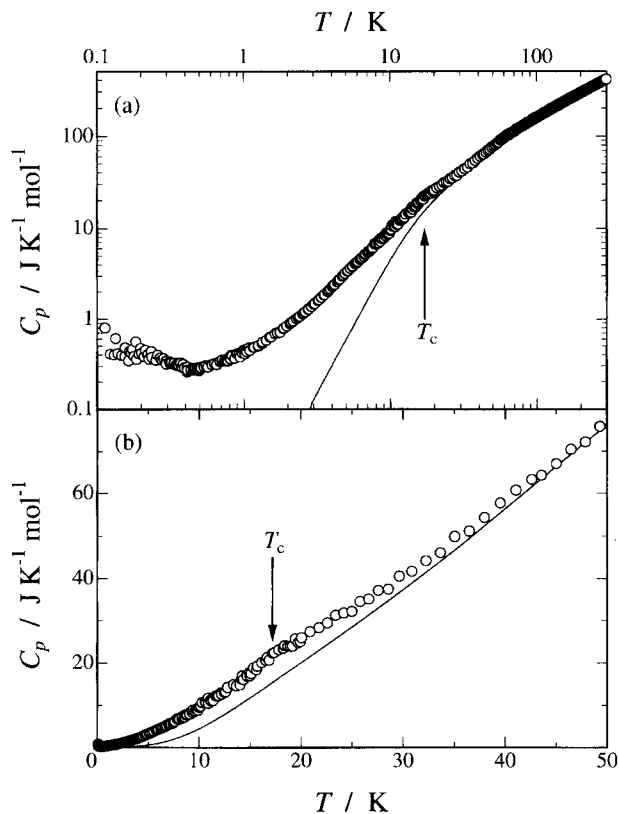 T / K
0.1 1 10 100
(a)
100
10
1
0.1
C_p / J K⁻¹ mol⁻¹
T_c
(b)
60
40
20
C_p / J K⁻¹ mol⁻¹
T_c
0 10 20 30 40 50
T / K